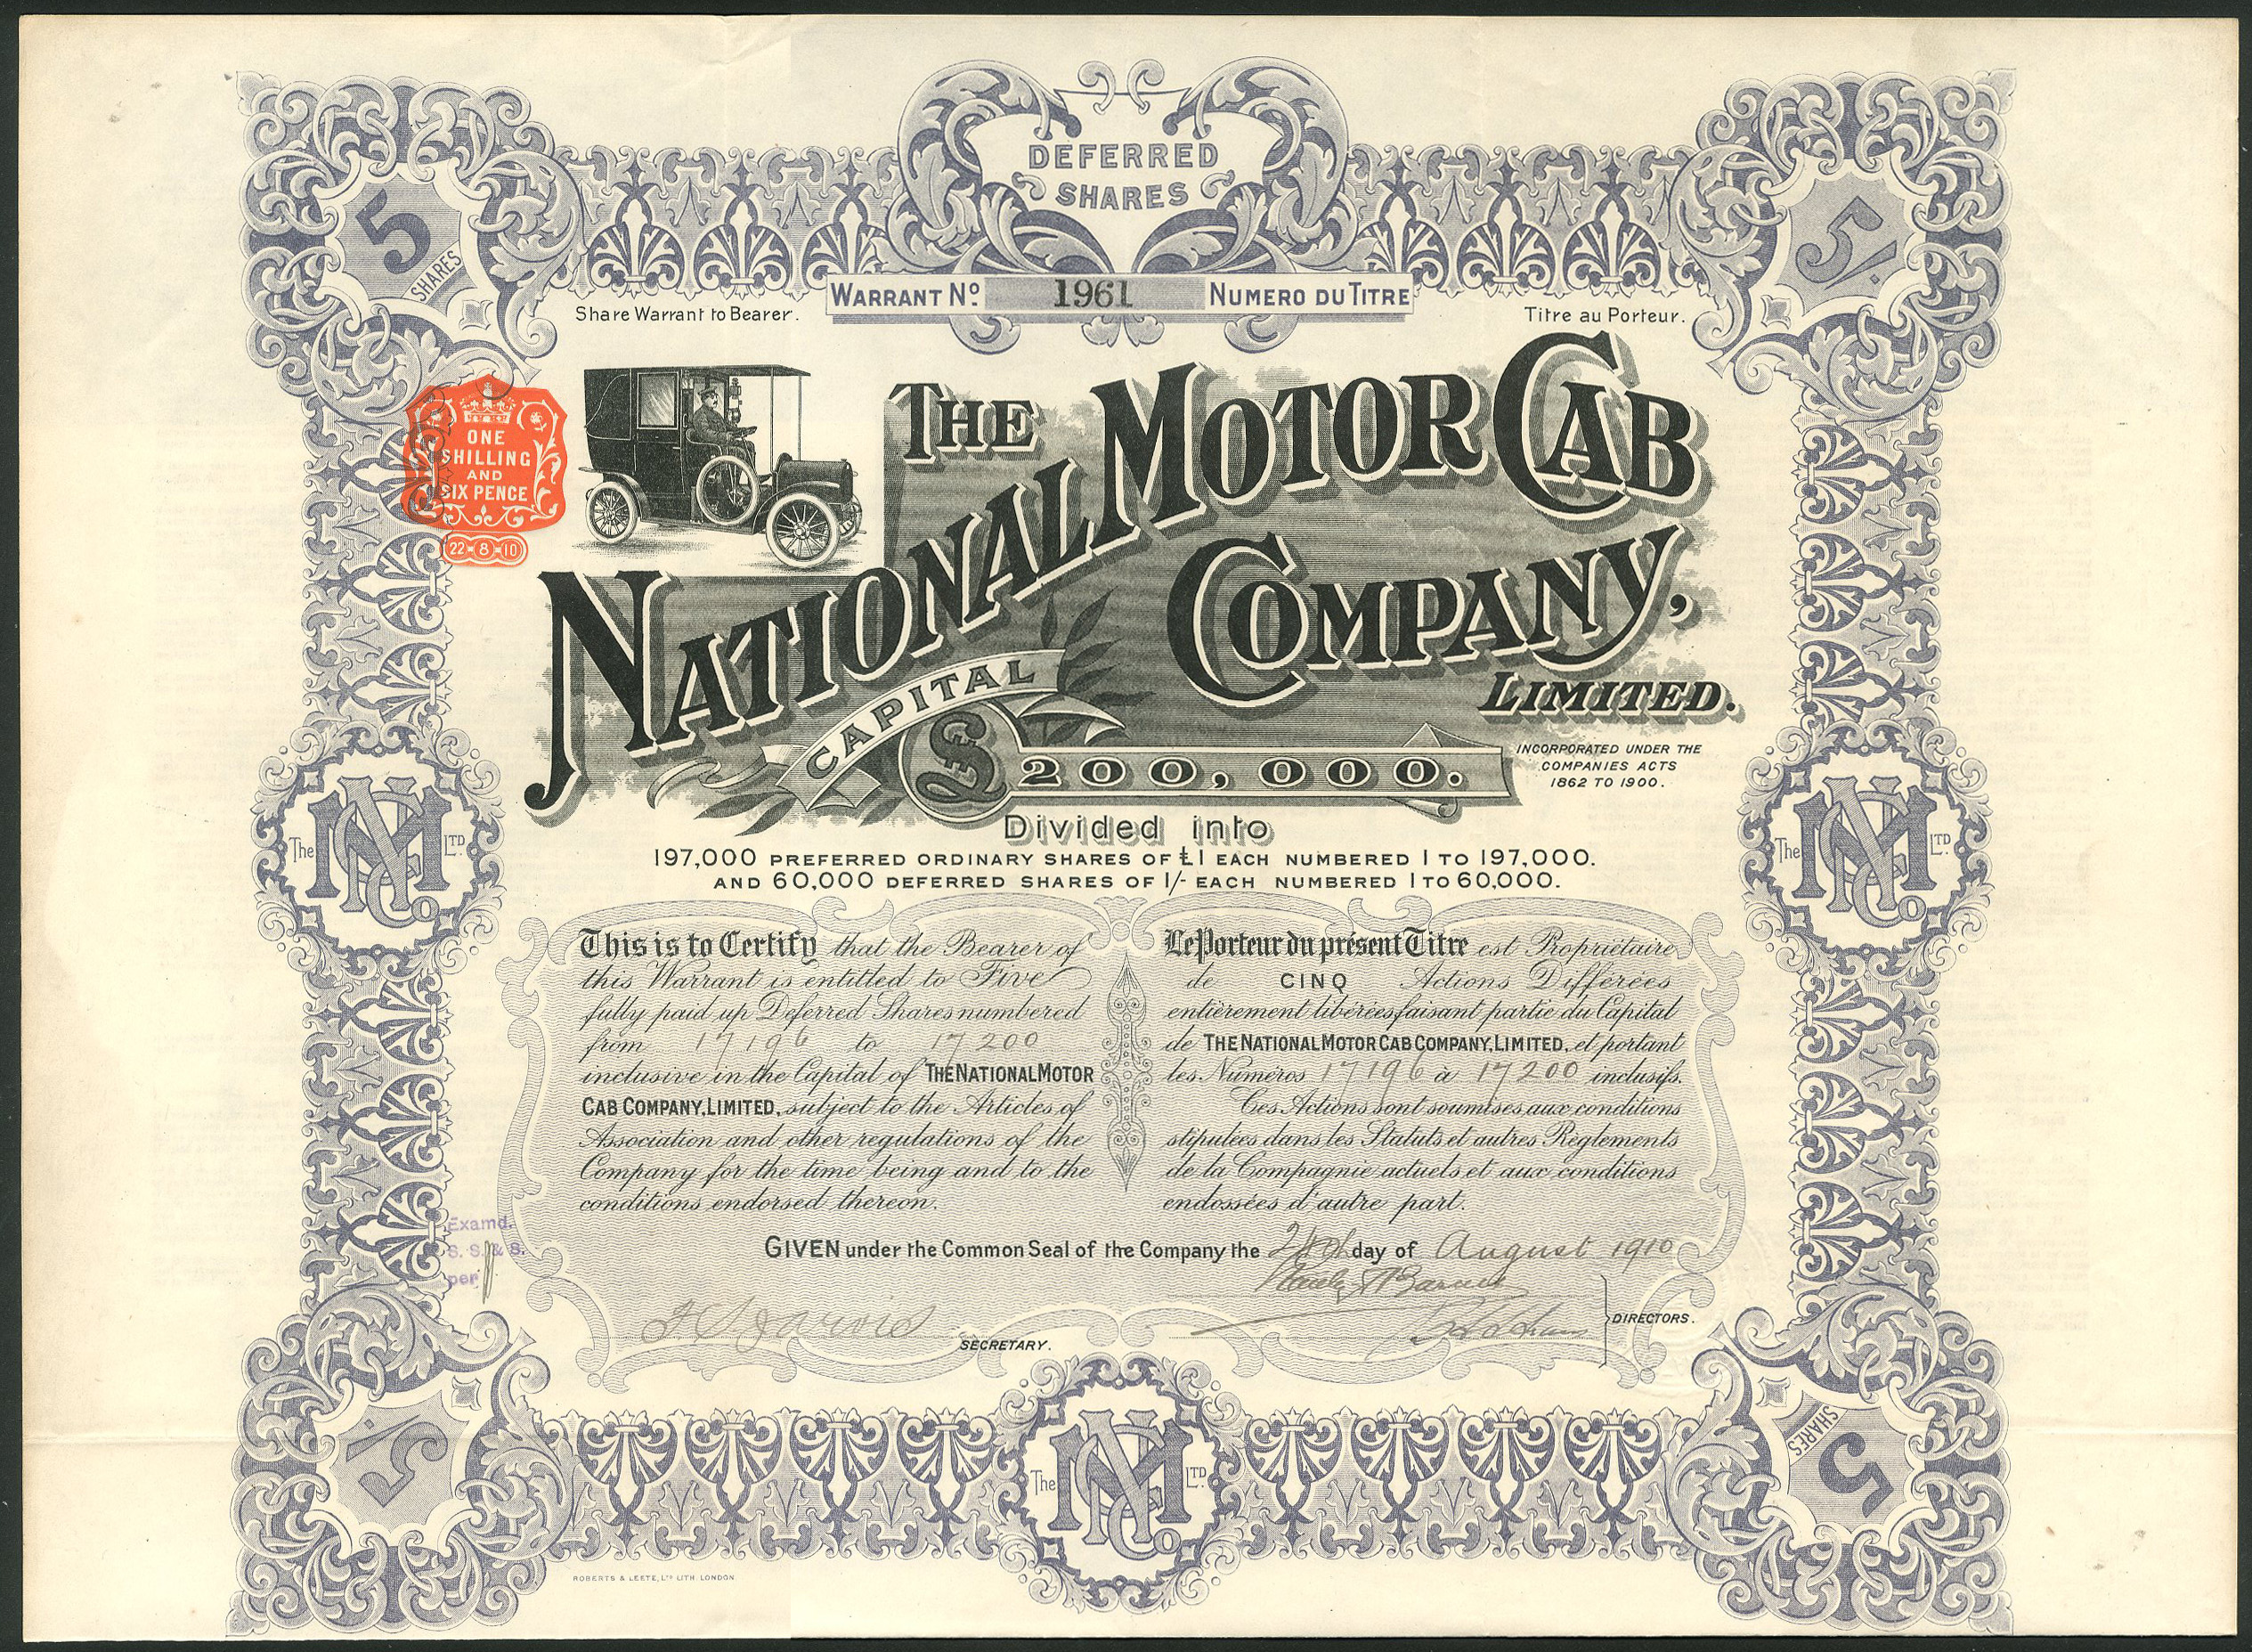 DEFERRED
SHARES
5
SHARES
5/-
WARRANT Nº 1961 NUMERO DU TITRE
Share Warrant to Bearer.
Titre au Porteur.
ONE
SHILLING
AND
SIX PENCE
22·8·10
THE
NATIONAL MOTOR CAB
COMPANY,
LIMITED.
CAPITAL
£200,000.
INCORPORATED UNDER THE
COMPANIES ACTS
1862 TO 1900.
Divided into
197,000 PREFERRED ORDINARY SHARES OF £1 EACH NUMBERED 1 TO 197,000.
AND 60,000 DEFERRED SHARES OF 1/- EACH NUMBERED 1 TO 60,000.
The NMCCo LTD.
The NMCCo LTD.
This is to Certify that the Bearer of
this Warrant is entitled to Five
fully paid up Deferred Shares numbered
from 17196 to 17200
inclusive in the Capital of THE NATIONAL MOTOR
CAB COMPANY, LIMITED, subject to the Articles of
Association and other regulations of the
Company for the time being and to the
conditions endorsed thereon.
Le Porteur du présent Titre est Propriétaire
de CINQ Actions Différées
entièrement libérées faisant partie du Capital
de THE NATIONAL MOTOR CAB COMPANY, LIMITED, et portant
les Numéros 17196 à 17200 inclusifs.
Ces Actions sont soumises aux conditions
stipulées dans les Statuts et autres Règlements
de la Compagnie actuels et aux conditions
endossées d'autre part.
Examd.
S. S. & S.
per
GIVEN under the Common Seal of the Company the day of August 1910
DIRECTORS.
Jarvis
SECRETARY.
5/-
The NMCCo LTD.
5
SHARES
ROBERTS & LEETE, LTD LITH. LONDON